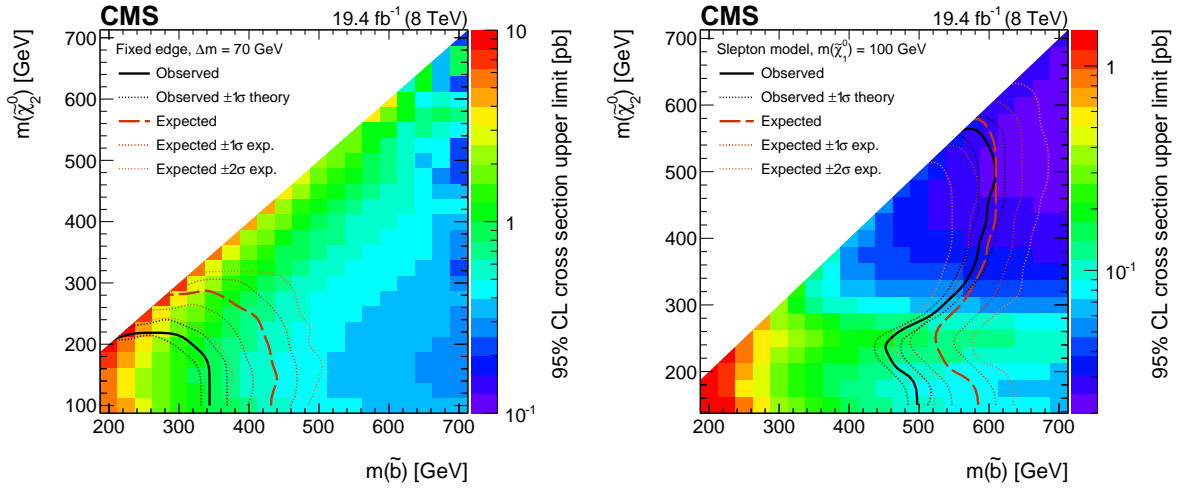 CMS 19.4 fb⁻¹ (8 TeV)
Fixed edge, Δm = 70 GeV
Observed
Observed ±1σ theory
Expected
Expected ±1σ exp.
Expected ±2σ exp.
m(χ̃⁰₂) [GeV]
700
600
500
400
300
200
100
200 300 400 500 600 700
m(b̃) [GeV]
10
1
10⁻¹
95% CL cross section upper limit [pb]
CMS 19.4 fb⁻¹ (8 TeV)
Slepton model, m(χ̃⁰₁) = 100 GeV
Observed
Observed ±1σ theory
Expected
Expected ±1σ exp.
Expected ±2σ exp.
m(χ̃⁰₂) [GeV]
700
600
500
400
300
200
200 300 400 500 600 700
m(b̃) [GeV]
1
10⁻¹
95% CL cross section upper limit [pb]